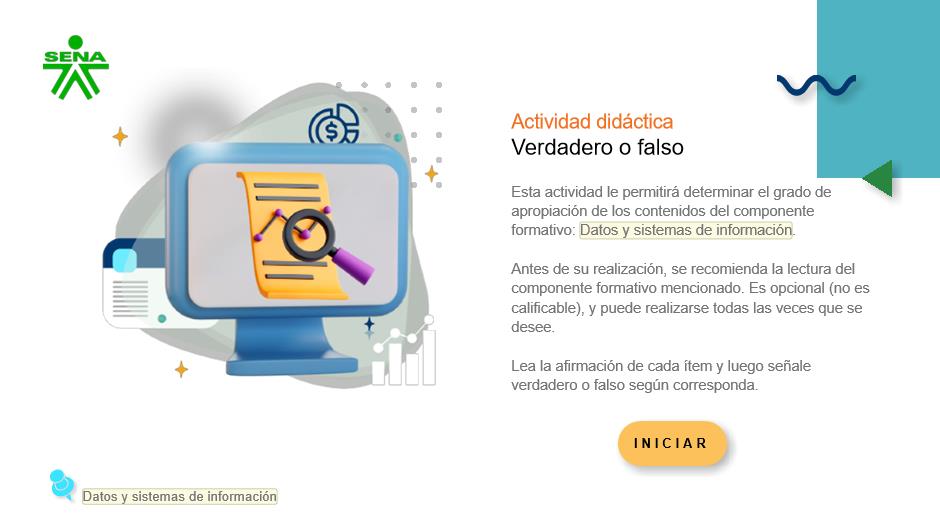 SENA
Actividad didáctica
Verdadero o falso
Esta actividad le permitirá determinar el grado de
apropiación de los contenidos del componente
formativo: Datos y sistemas de información.
Antes de su realización, se recomienda la lectura del
componente formativo mencionado. Es opcional (no es
calificable), y puede realizarse todas las veces que se
desee.
Lea la afirmación de cada ítem y luego señale
verdadero o falso según corresponda.
INICIAR
Datos y sistemas de información